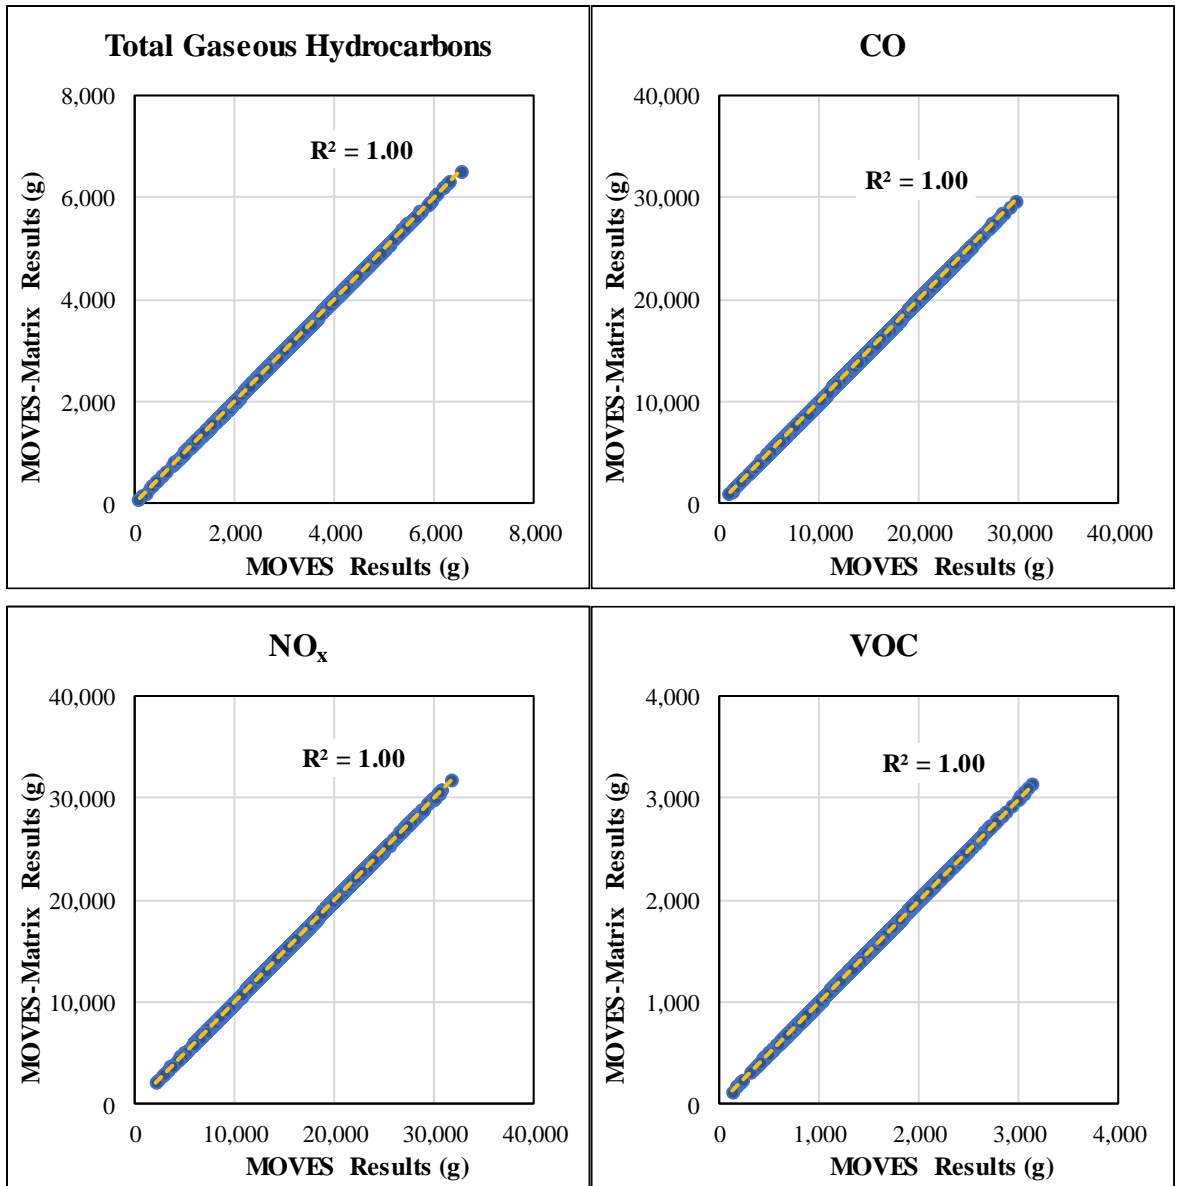 Total Gaseous Hydrocarbons
MOVES-Matrix Results (g)
8,000
6,000
4,000
2,000
0
R² = 1.00
0 2,000 4,000 6,000 8,000
MOVES Results (g)
CO
MOVES-Matrix Results (g)
40,000
30,000
20,000
10,000
0
R² = 1.00
0 10,000 20,000 30,000 40,000
MOVES Results (g)
NOₓ
MOVES-Matrix Results (g)
40,000
30,000
20,000
10,000
0
R² = 1.00
0 10,000 20,000 30,000 40,000
MOVES Results (g)
VOC
MOVES-Matrix Results (g)
4,000
3,000
2,000
1,000
0
R² = 1.00
0 1,000 2,000 3,000 4,000
MOVES Results (g)